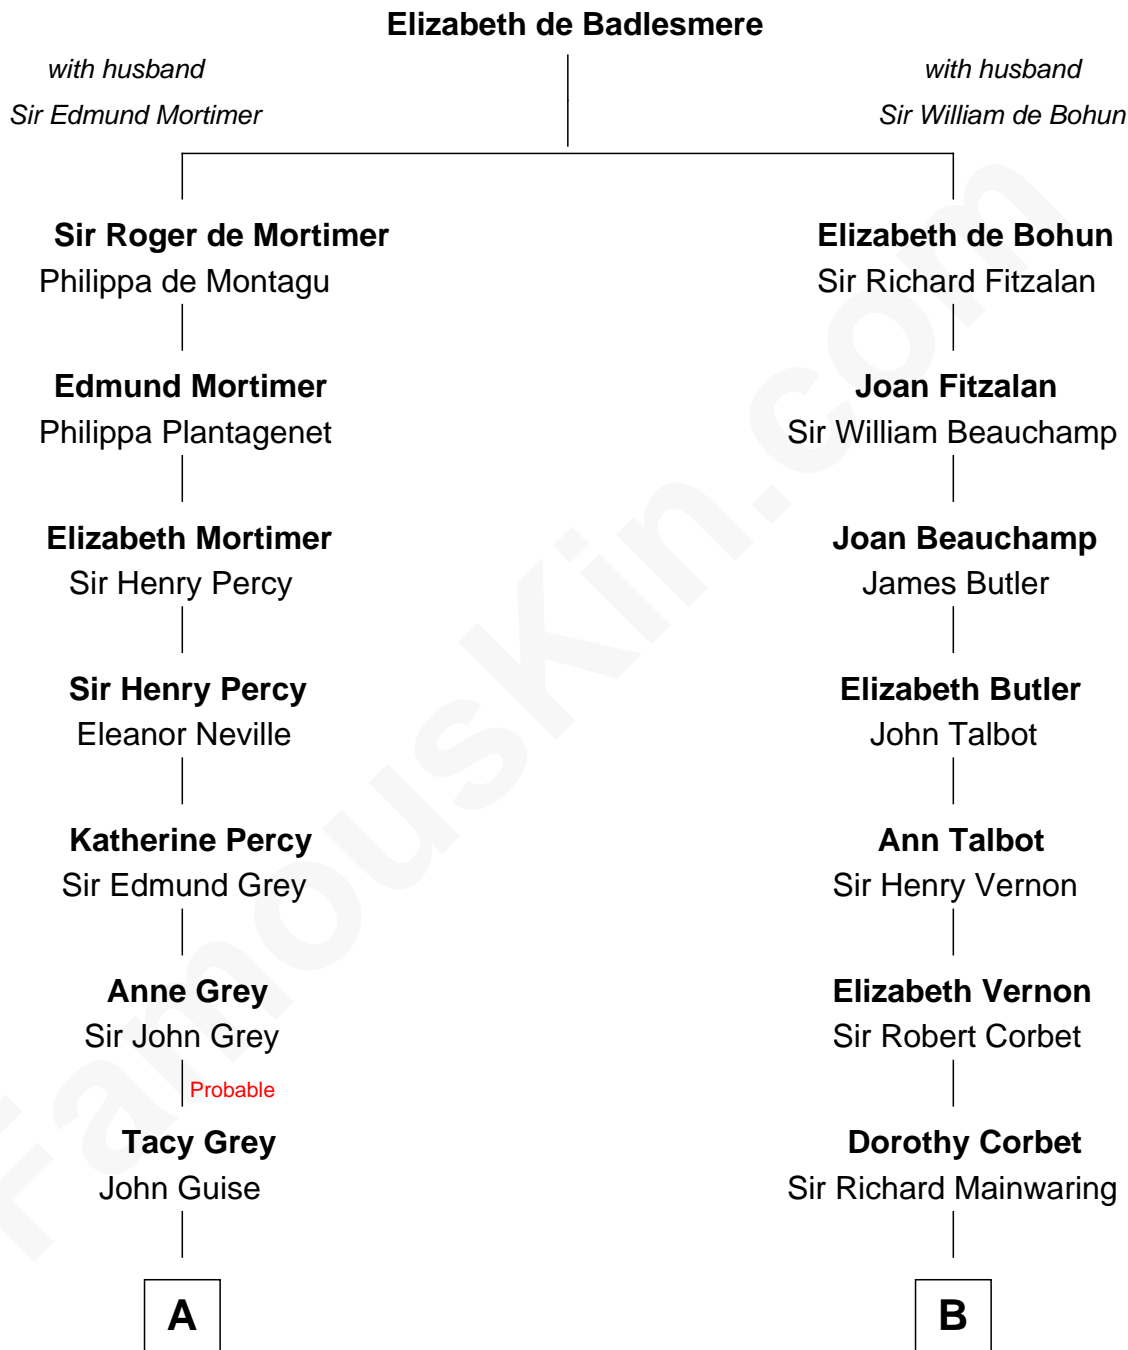 Elizabeth de Badlesmere
with husband
Sir Edmund Mortimer
with husband
Sir William de Bohun
Sir Roger de Mortimer
Philippa de Montagu
Elizabeth de Bohun
Sir Richard Fitzalan
Edmund Mortimer
Philippa Plantagenet
Joan Fitzalan
Sir William Beauchamp
Elizabeth Mortimer
Sir Henry Percy
Joan Beauchamp
James Butler
Sir Henry Percy
Eleanor Neville
Elizabeth Butler
John Talbot
Katherine Percy
Sir Edmund Grey
Ann Talbot
Sir Henry Vernon
Anne Grey
Sir John Grey
Elizabeth Vernon
Sir Robert Corbet
Probable
Tacy Grey
John Guise
Dorothy Corbet
Sir Richard Mainwaring
A
B
FamousKin.com